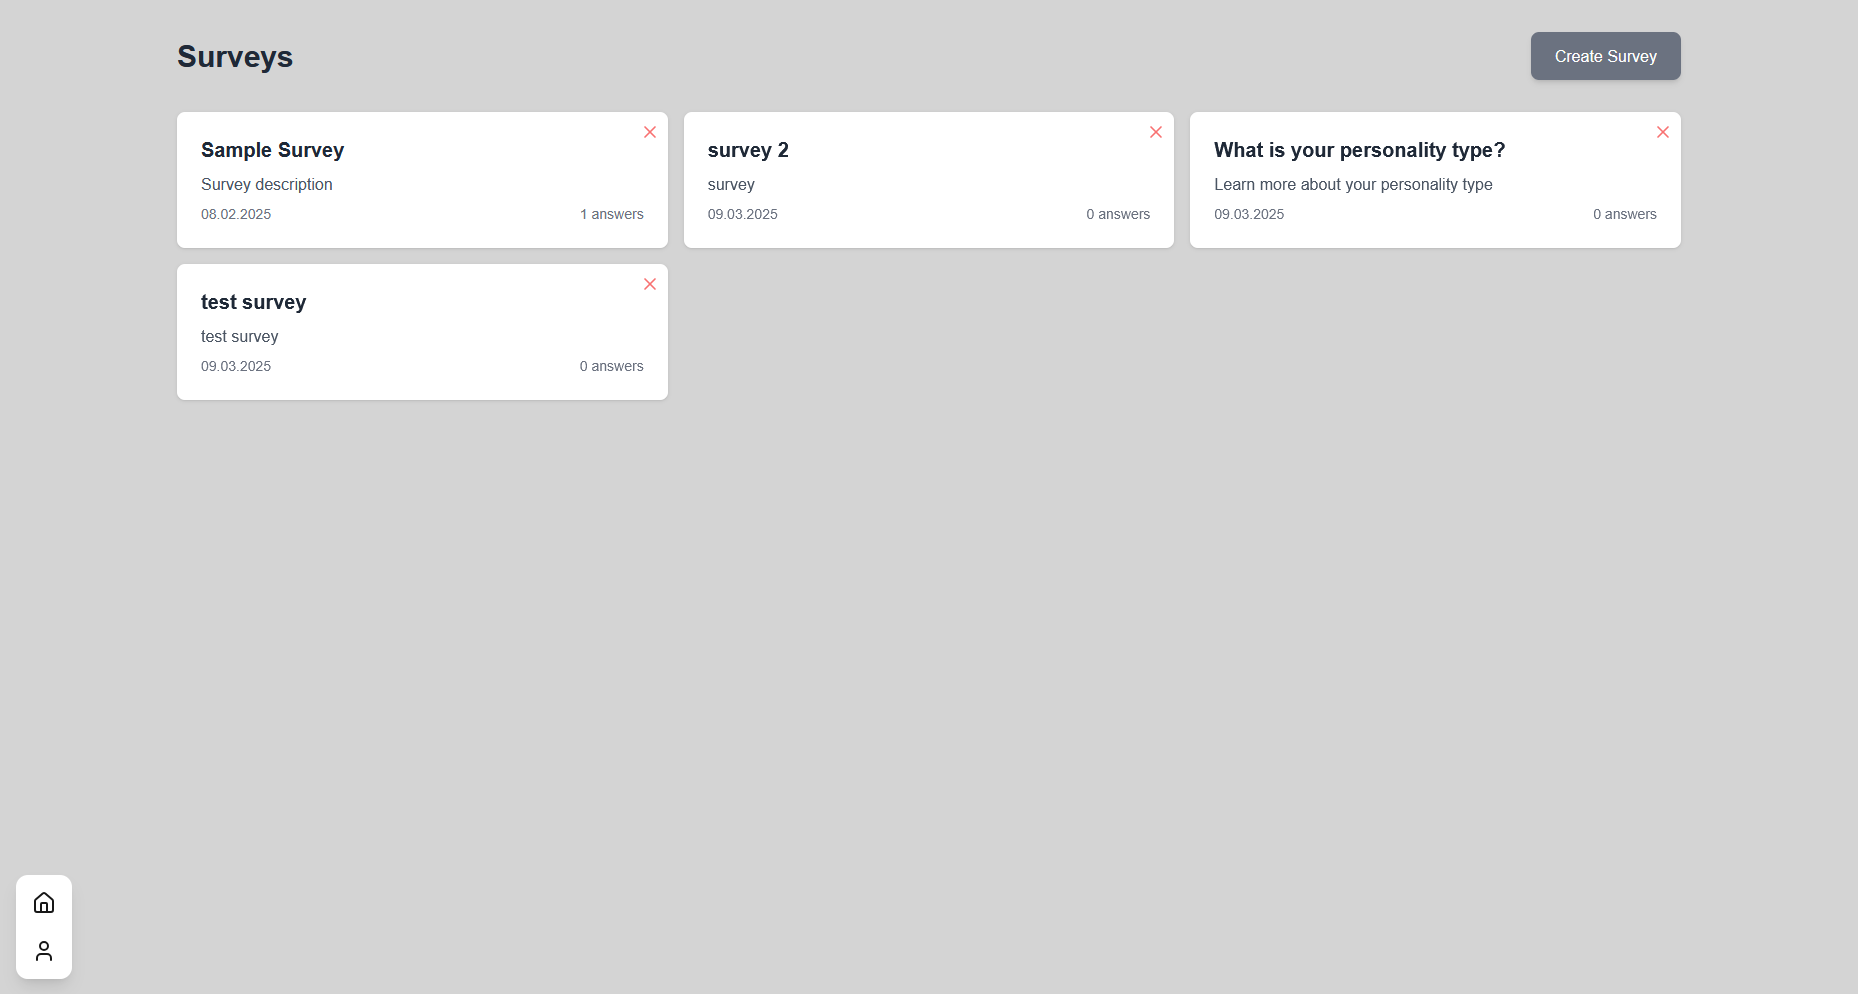 Surveys
Create Survey
Sample Survey
Survey description
08.02.2025 1 answers
survey 2
survey
09.03.2025 0 answers
What is your personality type?
Learn more about your personality type
09.03.2025 0 answers
test survey
test survey
09.03.2025 0 answers